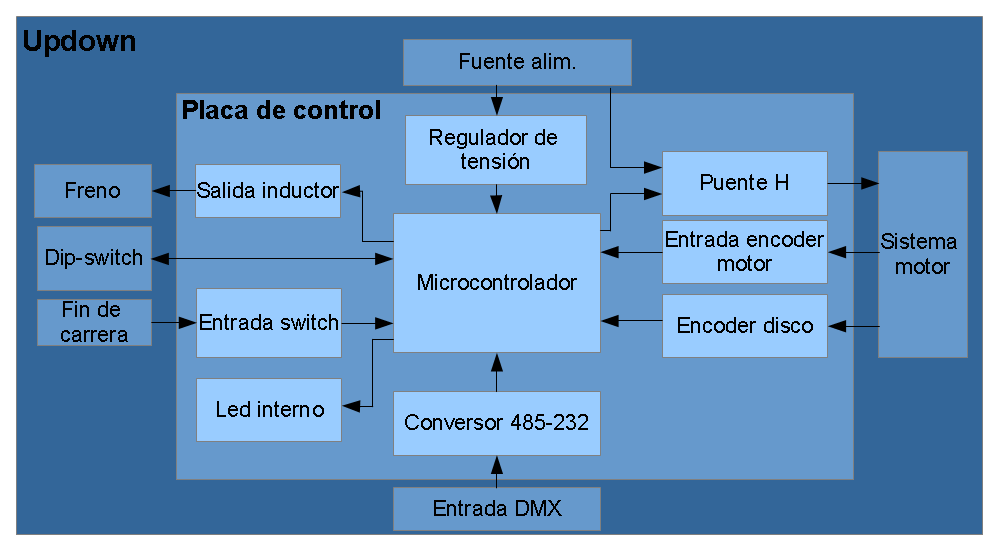 Updown
Fuente alim.
Placa de control
Regulador de
tensión
Freno
Salida inductor
Puente H
Dip-switch
Entrada encoder
motor
Sistema
motor
Microcontrolador
Fin de
carrera
Entrada switch
Encoder disco
Led interno
Conversor 485-232
Entrada DMX